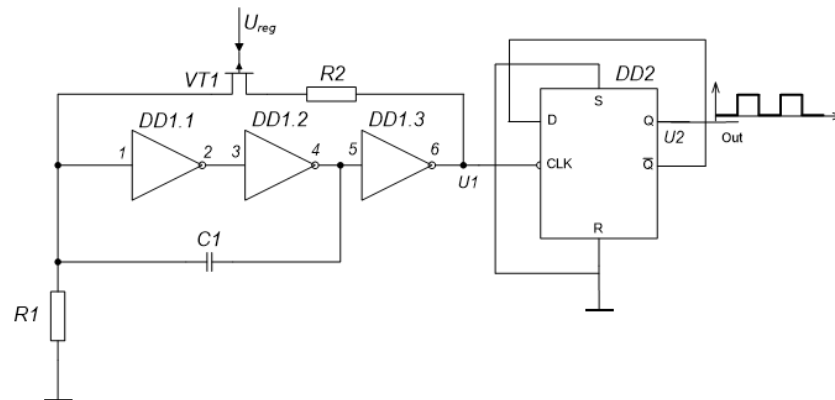 Ureg
VT1
R2
DD2
S
DD1.1
DD1.2
DD1.3
D
Q
U2
Out
1
2
3
4
5
6
U1
CLK
Q̅
C1
R
R1